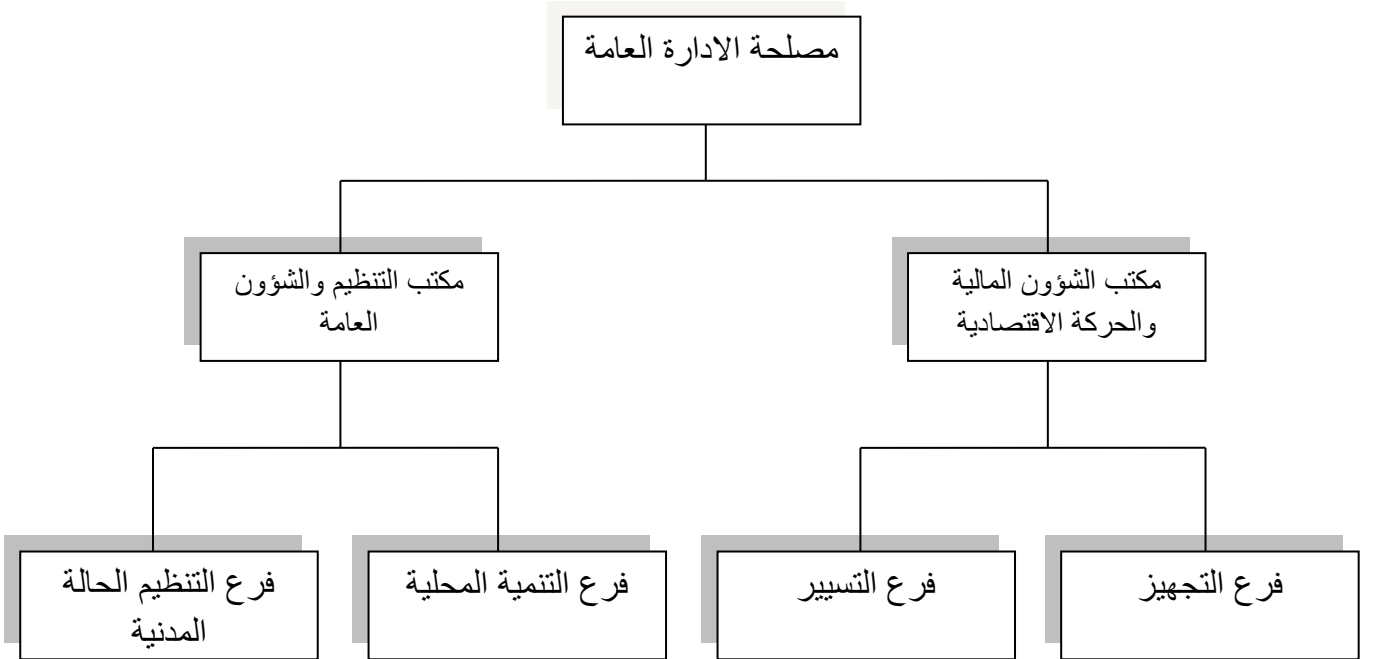 مصلحة الادارة العامة
مكتب الشؤون المالية
والحركة الاقتصادية
مكتب التنظيم والشؤون
العامة
فرع التجهيز
فرع التسيير
فرع التنمية المحلية
فرع التنظيم الحالة
المدنية